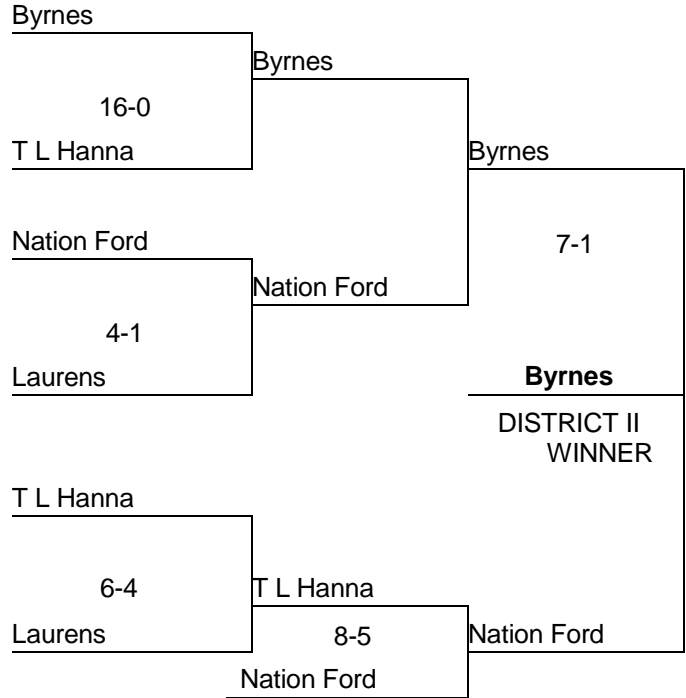 Byrnes
Byrnes
16-0
T L Hanna
Byrnes
Nation Ford
7-1
Nation Ford
4-1
Laurens
Byrnes
DISTRICT II
WINNER
T L Hanna
6-4
T L Hanna
Laurens
8-5
Nation Ford
Nation Ford